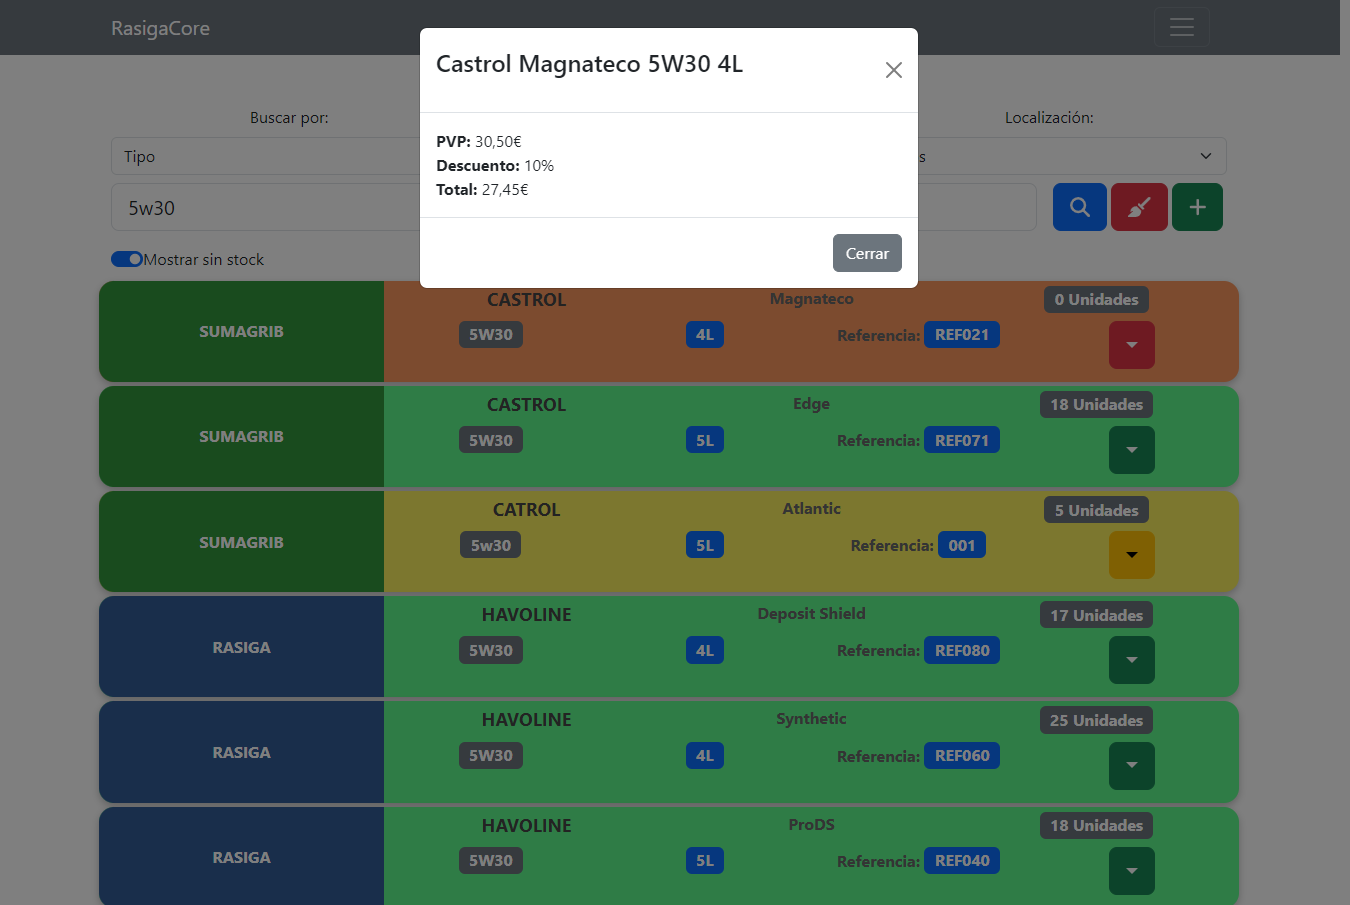 RasigaCore
Castrol Magnateco 5W30 4L
PVP: 30,50€
Descuento: 10%
Total: 27,45€
Cerrar
Buscar por:
Localización:
Tipo
s
5w30
Mostrar sin stock
SUMAGRIB
CASTROL
Magnateco
0 Unidades
5W30
4L
Referencia: REF021
SUMAGRIB
CASTROL
Edge
18 Unidades
5W30
5L
Referencia: REF071
SUMAGRIB
CATROL
Atlantic
5 Unidades
5w30
5L
Referencia: 001
RASIGA
HAVOLINE
Deposit Shield
17 Unidades
5W30
4L
Referencia: REF080
RASIGA
HAVOLINE
Synthetic
25 Unidades
5W30
4L
Referencia: REF060
RASIGA
HAVOLINE
ProDS
18 Unidades
5W30
5L
Referencia: REF040